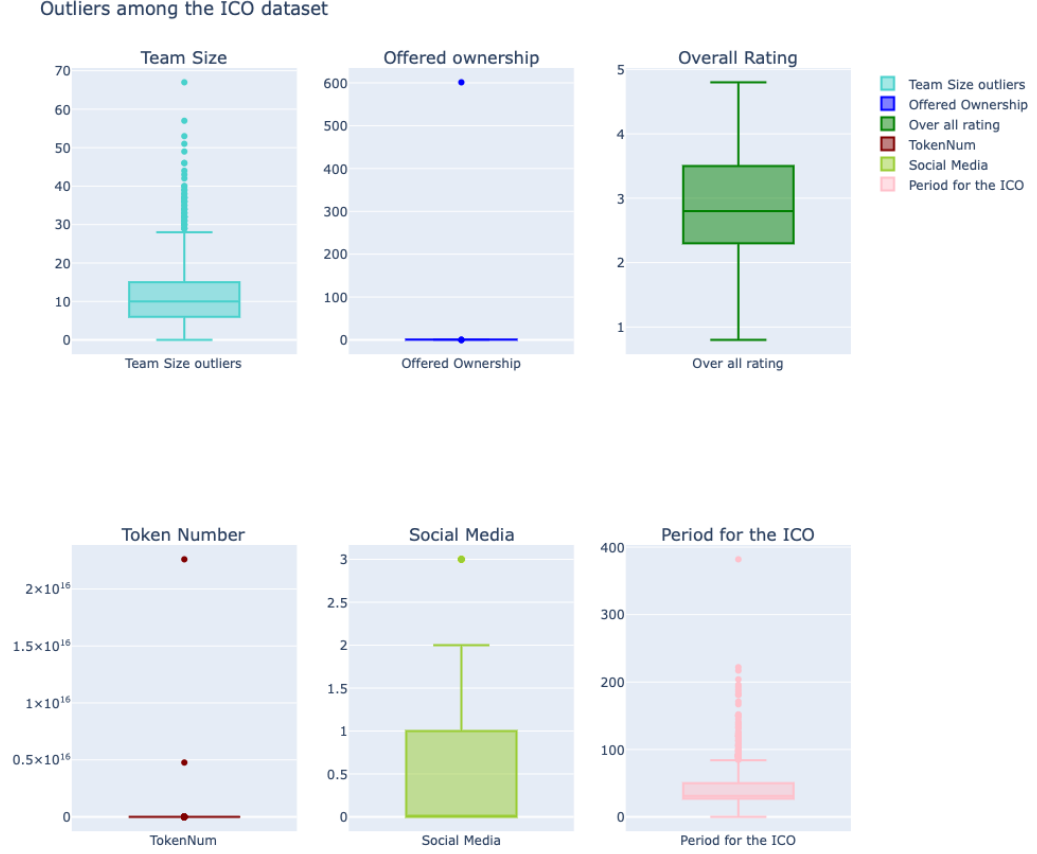 Outliers among the ICO dataset
Team Size
Offered ownership
Overall Rating
70
60
50
40
30
20
10
0
Team Size outliers
600
500
400
300
200
100
0
Offered Ownership
5
4
3
2
1
Over all rating
Team Size outliers
Offered Ownership
Over all rating
TokenNum
Social Media
Period for the ICO
Token Number
Social Media
Period for the ICO
2×10¹⁶
1.5×10¹⁶
1×10¹⁶
0.5×10¹⁶
0
TokenNum
3
2.5
2
1.5
1
0.5
0
Social Media
400
300
200
100
0
Period for the ICO